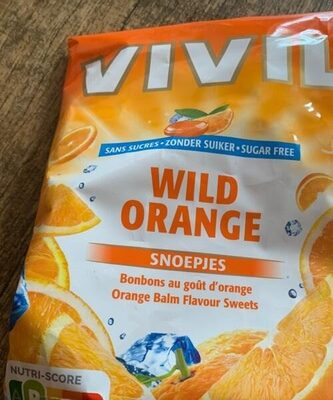 VIVIL
SANS SUCRES • ZONDER SUIKER • SUGAR FREE
WILD
ORANGE
SNOEPJES
Bonbons au goût d'orange
Orange Balm Flavour Sweets
NUTRI-SCORE